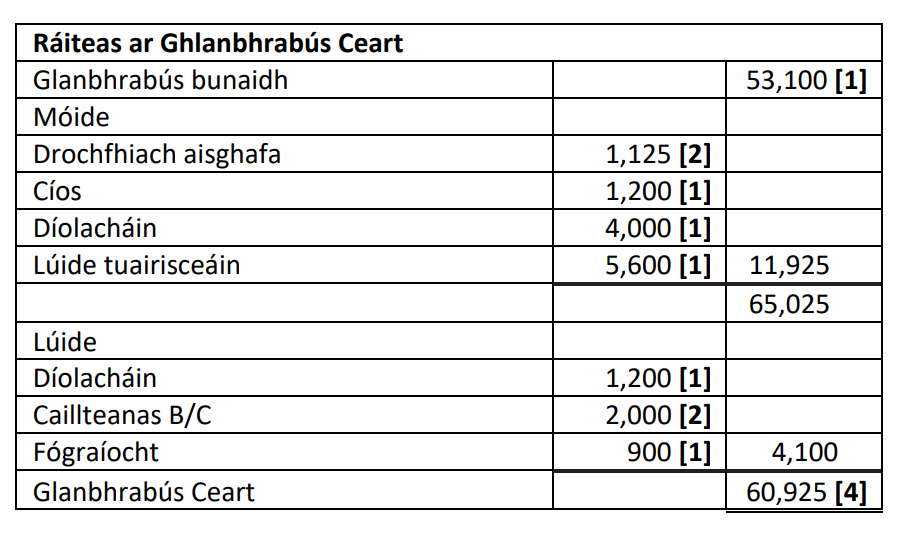 Ráiteas ar Ghlanbhrabús Ceart
Glanbhrabús bunaidh 53,100 [1]
Móide
Drochfhiach aisghafa 1,125 [2]
Cíos 1,200 [1]
Díolacháin 4,000 [1]
Lúide tuairisceáin 5,600 [1] 11,925
65,025
Lúide
Díolacháin 1,200 [1]
Caillteanas B/C 2,000 [2]
Fógraíocht 900 [1] 4,100
Glanbhrabús Ceart 60,925 [4]